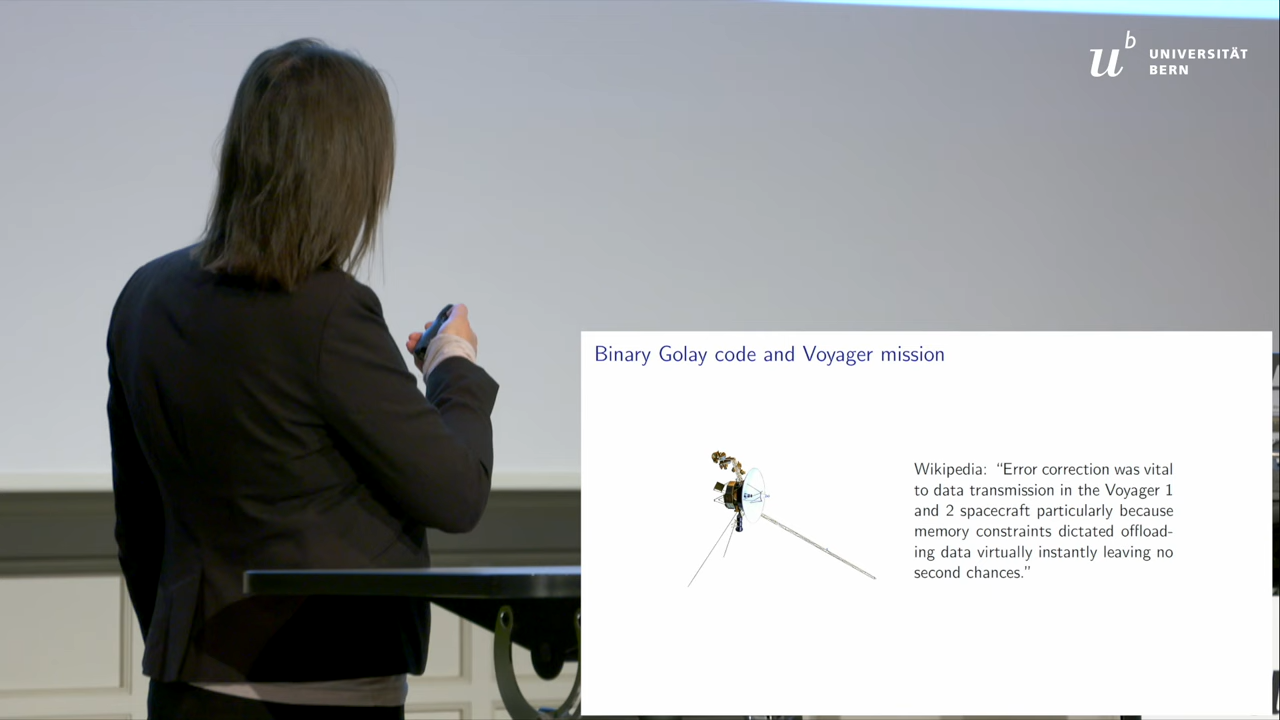 u b UNIVERSITÄT
BERN
Binary Golay code and Voyager mission
Wikipedia: “Error correction was vital
to data transmission in the Voyager 1
and 2 spacecraft particularly because
memory constraints dictated offload-
ing data virtually instantly leaving no
second chances.”